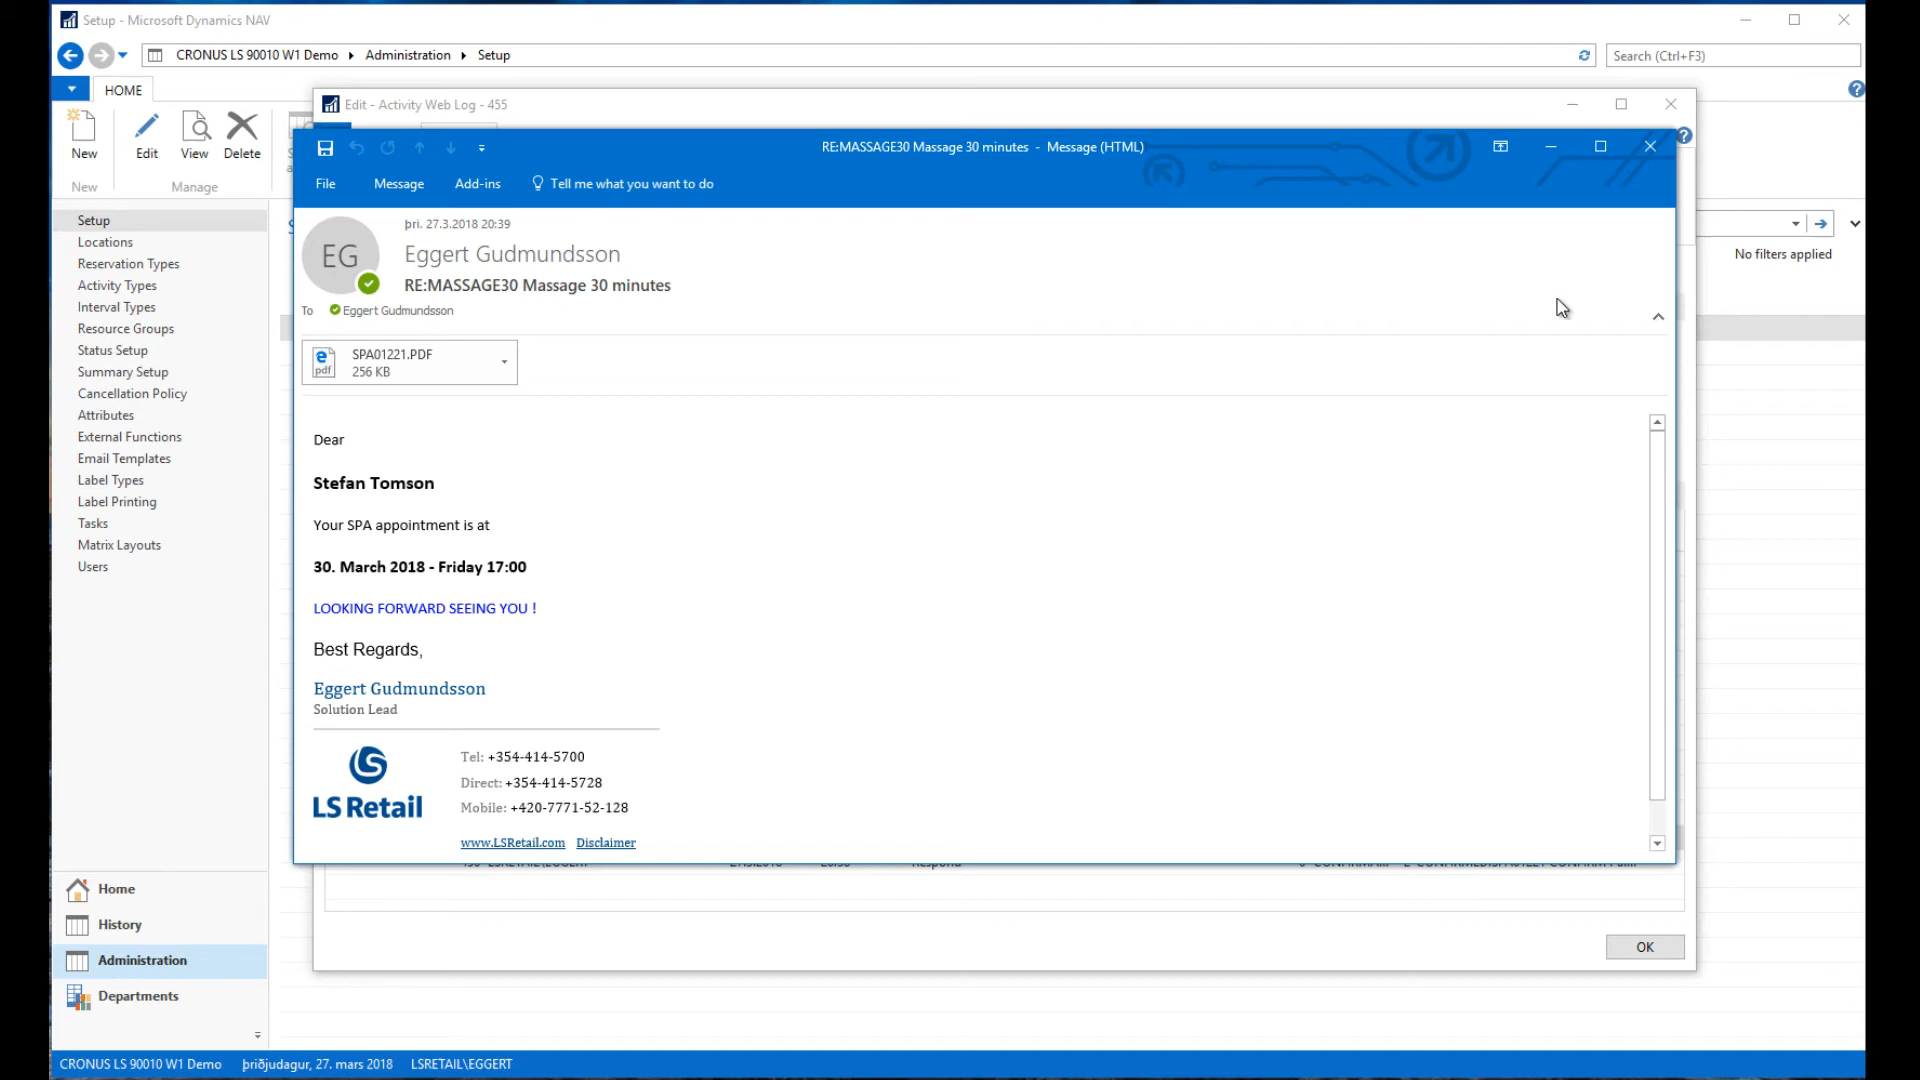 Setup - Microsoft Dynamics NAV
CRONUS LS 90010 W1 Demo
Administration
Setup
Search (Ctrl+F3)
HOME
New
Edit
View
Delete
New
Manage
Edit - Activity Web Log - 455
RE:MASSAGE30 Massage 30 minutes - Message (HTML)
File
Message
Add-ins
Tell me what you want to do
þri. 27.3.2018 20:39
EG
Eggert Gudmundsson
RE:MASSAGE30 Massage 30 minutes
To
Eggert Gudmundsson
SPA01221.PDF
pdf
256 KB
Dear
Stefan Tomson
Your SPA appointment is at
30. March 2018 - Friday 17:00
LOOKING FORWARD SEEING YOU !
Best Regards,
Eggert Gudmundsson
Solution Lead
LS Retail
Tel: +354-414-5700
Direct: +354-414-5728
Mobile: +420-7771-52-128
www.LSRetail.com Disclaimer
No filters applied
OK
Setup
Locations
Reservation Types
Activity Types
Interval Types
Resource Groups
Status Setup
Summary Setup
Cancellation Policy
Attributes
External Functions
Email Templates
Label Types
Label Printing
Tasks
Matrix Layouts
Users
Home
History
Administration
Departments
CRONUS LS 90010 W1 Demo
þriðjudagur, 27. mars 2018
LSRETAIL\EGGERT